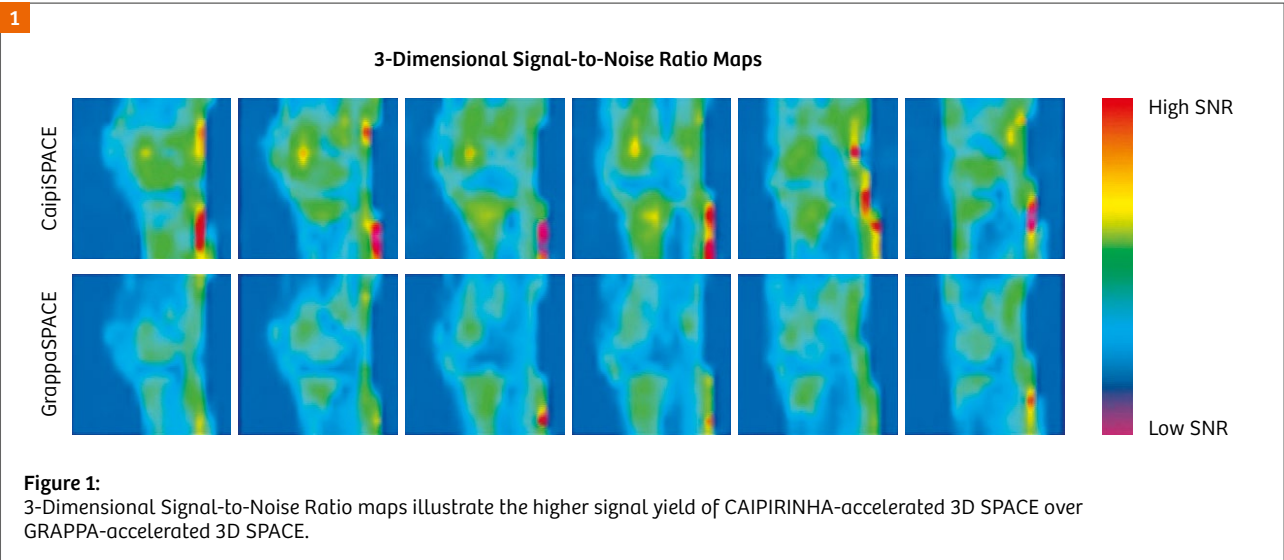 1
3-Dimensional Signal-to-Noise Ratio Maps
CaipiSPACE
High SNR
GrappaSPACE
Low SNR
Figure 1:
3-Dimensional Signal-to-Noise Ratio maps illustrate the higher signal yield of CAIPIRINHA-accelerated 3D SPACE over
GRAPPA-accelerated 3D SPACE.